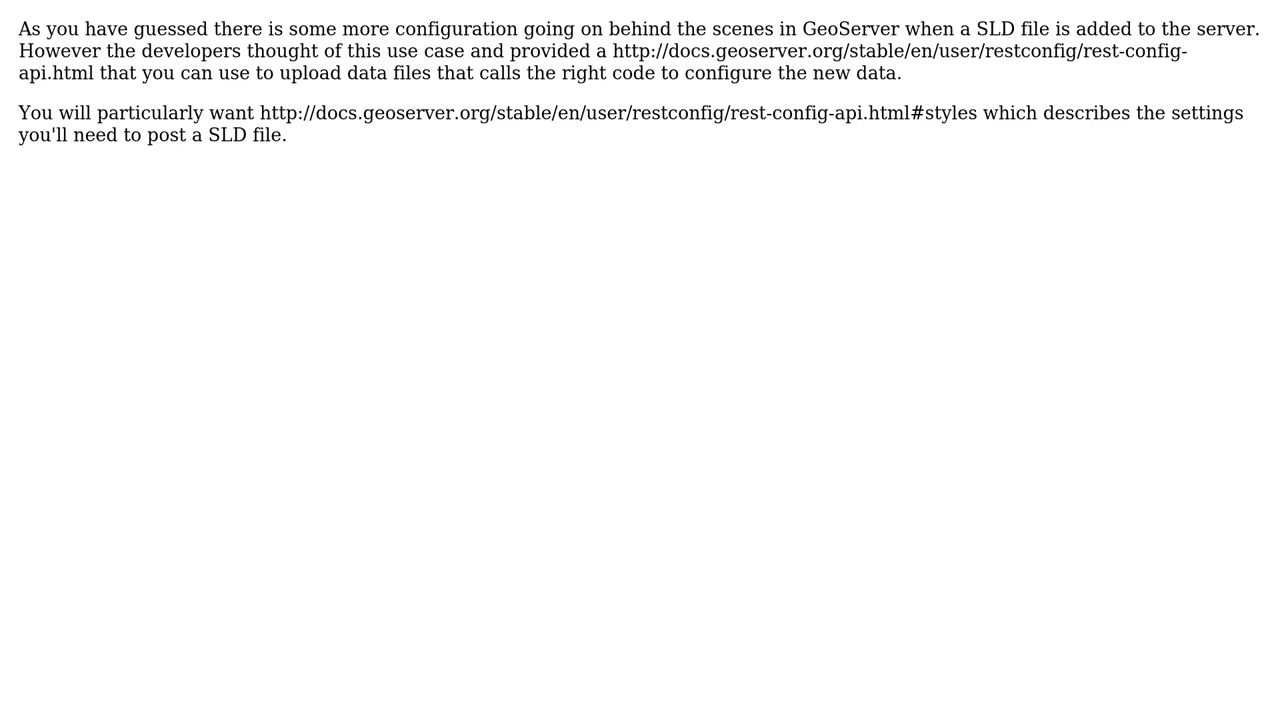 As you have guessed there is some more configuration going on behind the scenes in GeoServer when a SLD file is added to the server.
However the developers thought of this use case and provided a http://docs.geoserver.org/stable/en/user/restconfig/rest-config-
api.html that you can use to upload data files that calls the right code to configure the new data.
You will particularly want http://docs.geoserver.org/stable/en/user/restconfig/rest-config-api.html#styles which describes the settings
you'll need to post a SLD file.